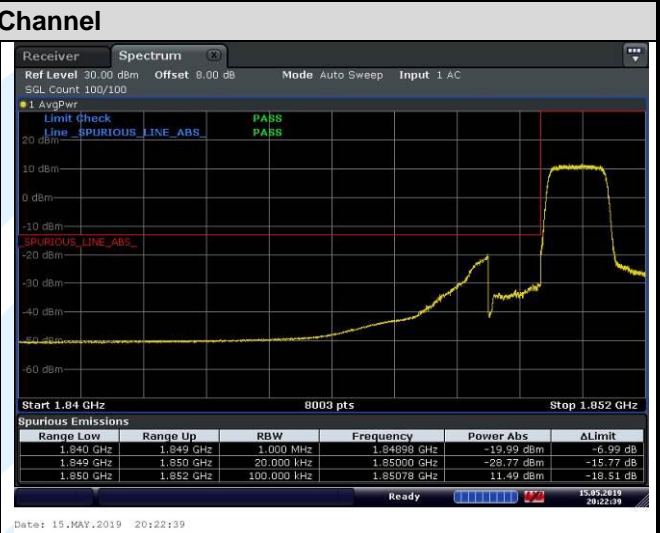 Channel
Receiver Spectrum
Ref Level 30.00 dBm Offset 8.00 dB Mode Auto Sweep Input 1 AC
SGL Count 100/100
1 AvgPwr
Limit Check PASS
Line _SPURIOUS_LINE_ABS_ PASS
20 dBm
10 dBm
0 dBm
-10 dBm
_SPURIOUS_LINE_ABS_
-20 dBm
-30 dBm
-40 dBm
-50 dBm
-60 dBm
Start 1.84 GHz 8003 pts Stop 1.852 GHz
Spurious Emissions
Range Low Range Up RBW Frequency Power Abs ΔLimit
1.840 GHz 1.849 GHz 1.000 MHz 1.84898 GHz -19.99 dBm -6.99 dB
1.849 GHz 1.850 GHz 20.000 kHz 1.85000 GHz -28.77 dBm -15.77 dB
1.850 GHz 1.852 GHz 100.000 kHz 1.85078 GHz 11.49 dBm -18.51 dB
Ready 15.05.2019
20:22:39
Date: 15.MAY.2019 20:22:39